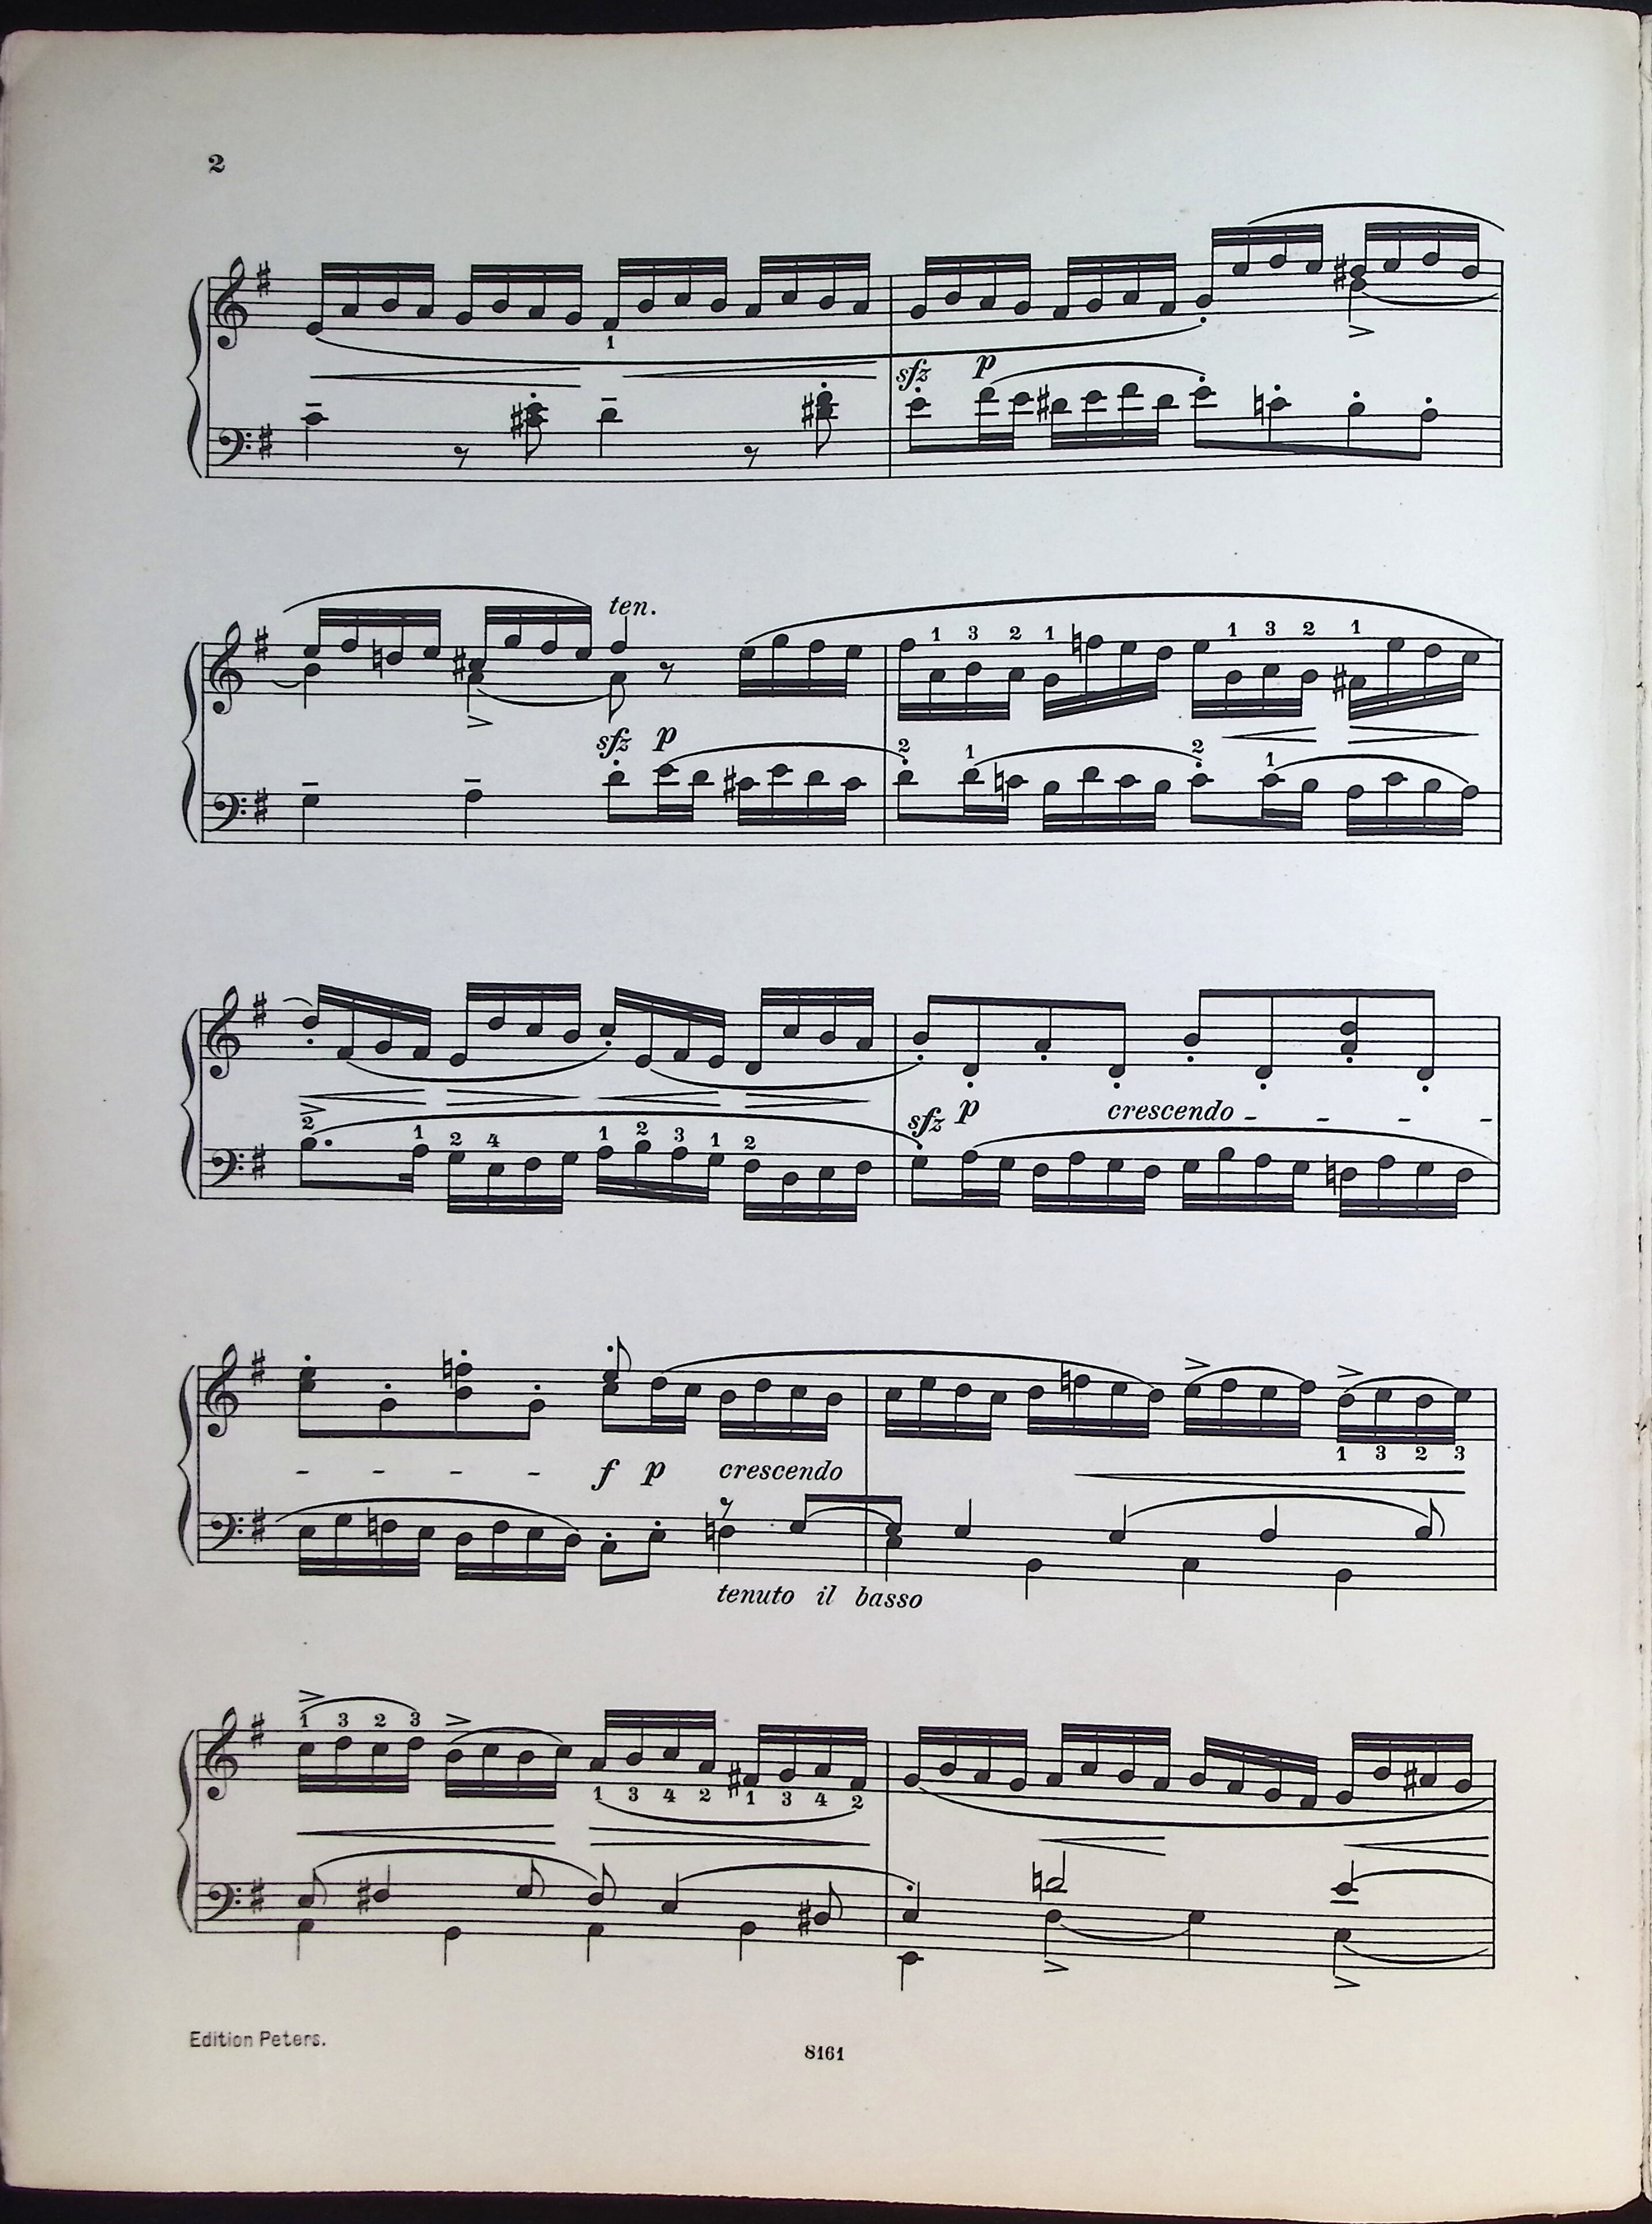 2
1
sfz p
ten.
1 3 2 1 1 3 2 1
sfz p 2 1 2 1
2 1 2 4 1 2 3 1 2
sfz p crescendo - - - -
- - - - f p crescendo
1 3 2 3
tenuto il basso
1 3 2 3
1 3 4 2 1 3 4 2
Edition Peters.
8161